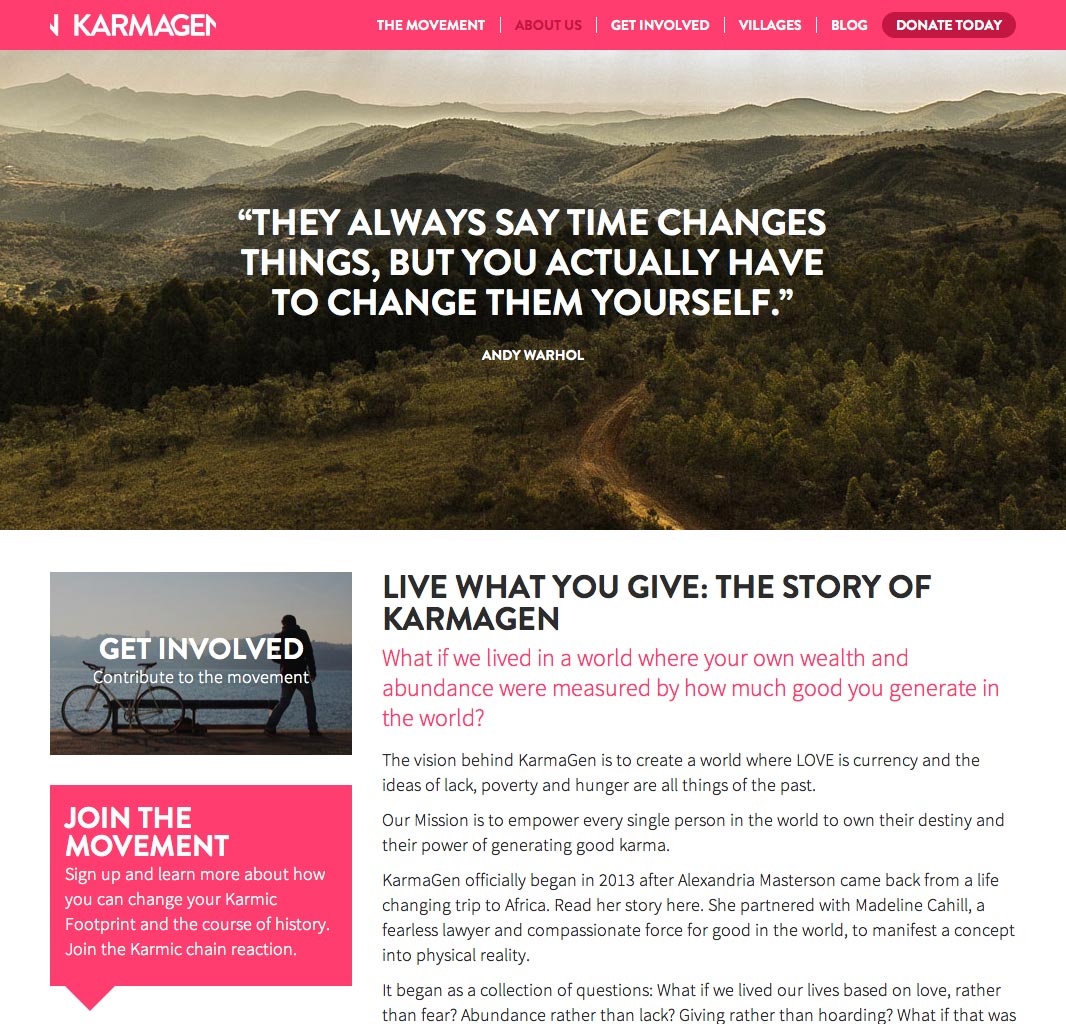 N KARMAGEN
THE MOVEMENT
ABOUT US
GET INVOLVED
VILLAGES
BLOG
DONATE TODAY
“THEY ALWAYS SAY TIME CHANGES
THINGS, BUT YOU ACTUALLY HAVE
TO CHANGE THEM YOURSELF.”
ANDY WARHOL
GET INVOLVED
Contribute to the movement
JOIN THE
MOVEMENT
Sign up and learn more about how
you can change your Karmic
Footprint and the course of history.
Join the Karmic chain reaction.
LIVE WHAT YOU GIVE: THE STORY OF
KARMAGEN
What if we lived in a world where your own wealth and
abundance were measured by how much good you generate in
the world?
The vision behind KarmaGen is to create a world where LOVE is currency and the
ideas of lack, poverty and hunger are all things of the past.
Our Mission is to empower every single person in the world to own their destiny and
their power of generating good karma.
KarmaGen officially began in 2013 after Alexandria Masterson came back from a life
changing trip to Africa. Read her story here. She partnered with Madeline Cahill, a
fearless lawyer and compassionate force for good in the world, to manifest a concept
into physical reality.
It began as a collection of questions: What if we lived our lives based on love, rather
than fear? Abundance rather than lack? Giving rather than hoarding? What if that was